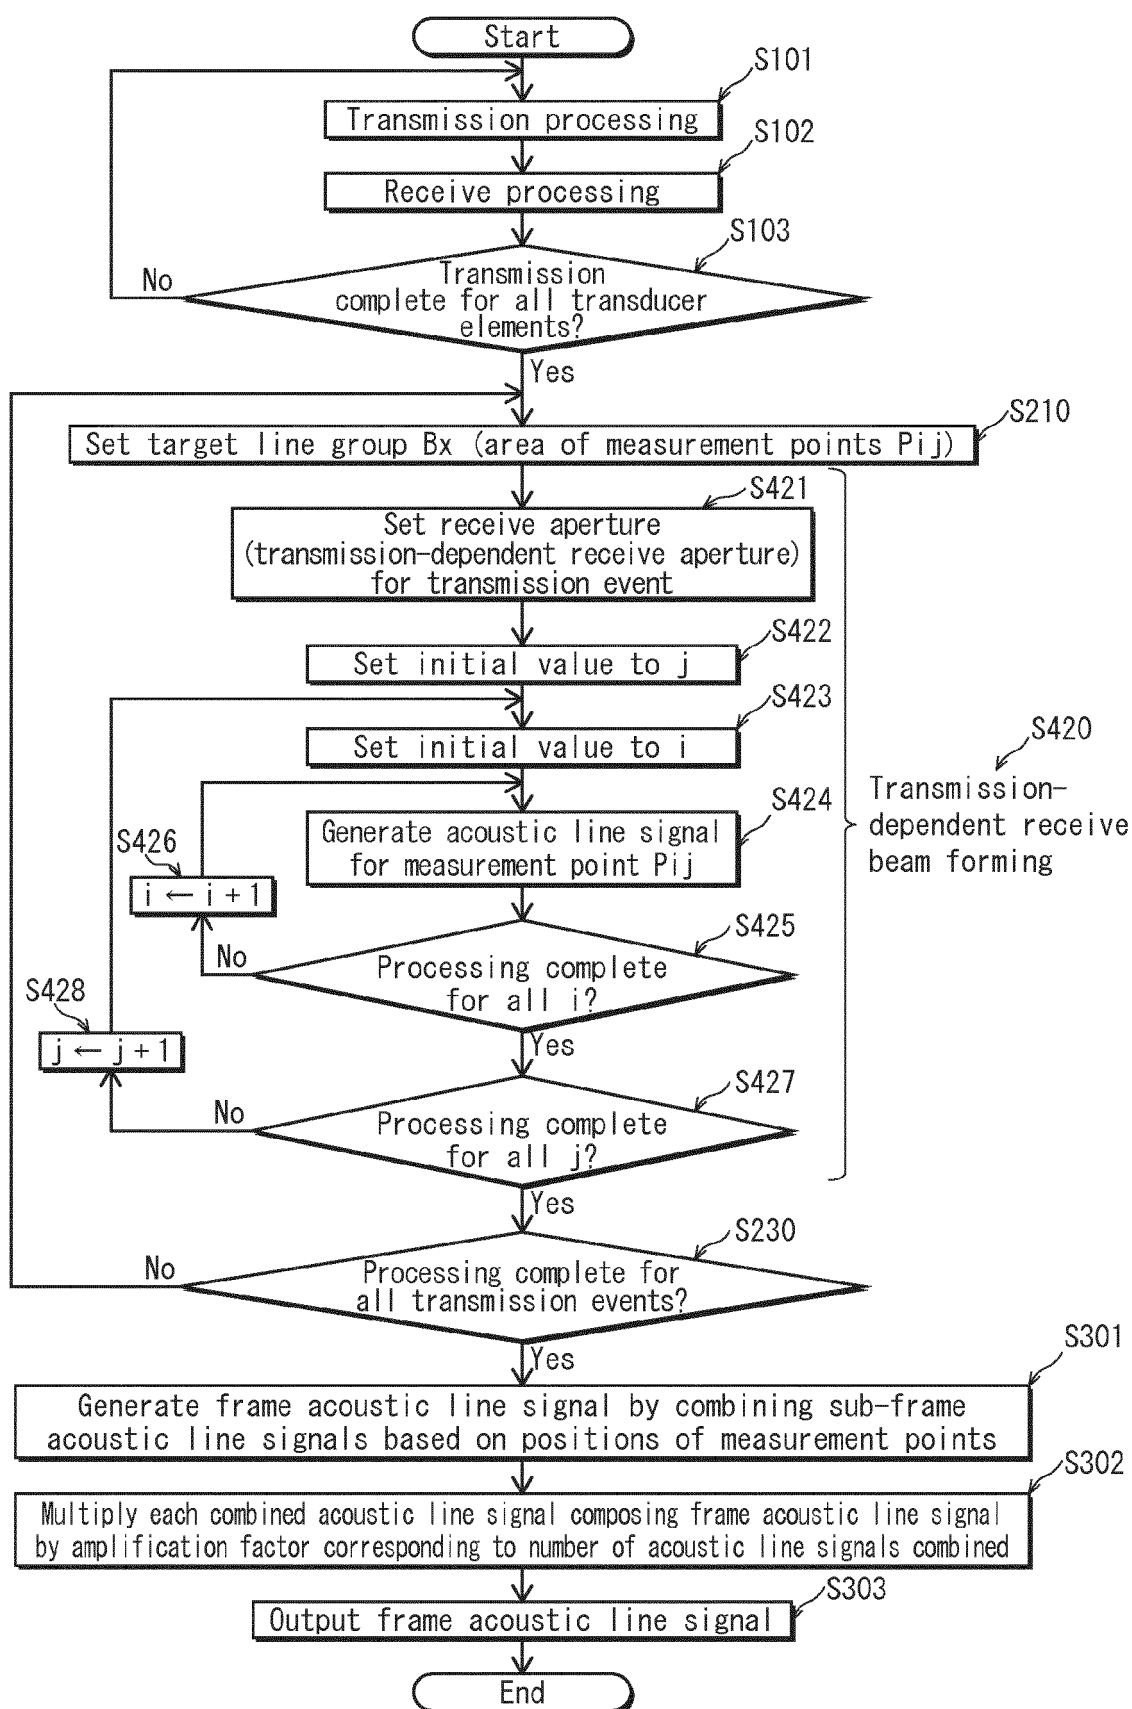 Start
S101
Transmission processing
S102
Receive processing
S103
Transmission
complete for all transducer
elements?
No
Yes
S210
Set target line group Bx (area of measurement points Pij)
S421
Set receive aperture
(transmission-dependent receive aperture)
for transmission event
S422
Set initial value to j
S423
Set initial value to i
S424
Generate acoustic line signal
for measurement point Pij
S426
i ← i + 1
S425
Processing complete
for all i?
No
Yes
S428
j ← j + 1
S427
Processing complete
for all j?
No
Yes
S420
Transmission-
dependent receive
beam forming
S230
Processing complete for
all transmission events?
No
Yes
S301
Generate frame acoustic line signal by combining sub-frame
acoustic line signals based on positions of measurement points
S302
Multiply each combined acoustic line signal composing frame acoustic line signal
by amplification factor corresponding to number of acoustic line signals combined
S303
Output frame acoustic line signal
End